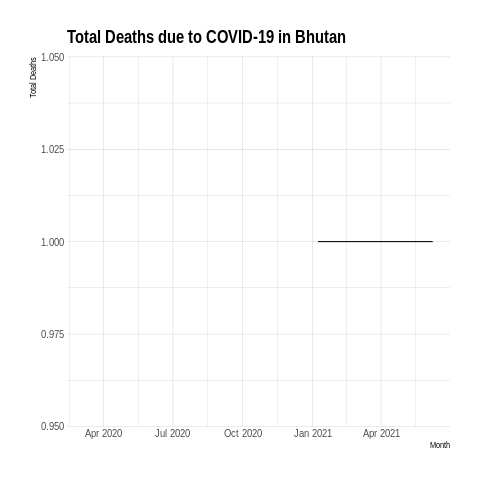 Total Deaths due to COVID-19 in Bhutan
Total Deaths
1.050
1.025
1.000
0.975
0.950
Apr 2020 Jul 2020 Oct 2020 Jan 2021 Apr 2021
Month